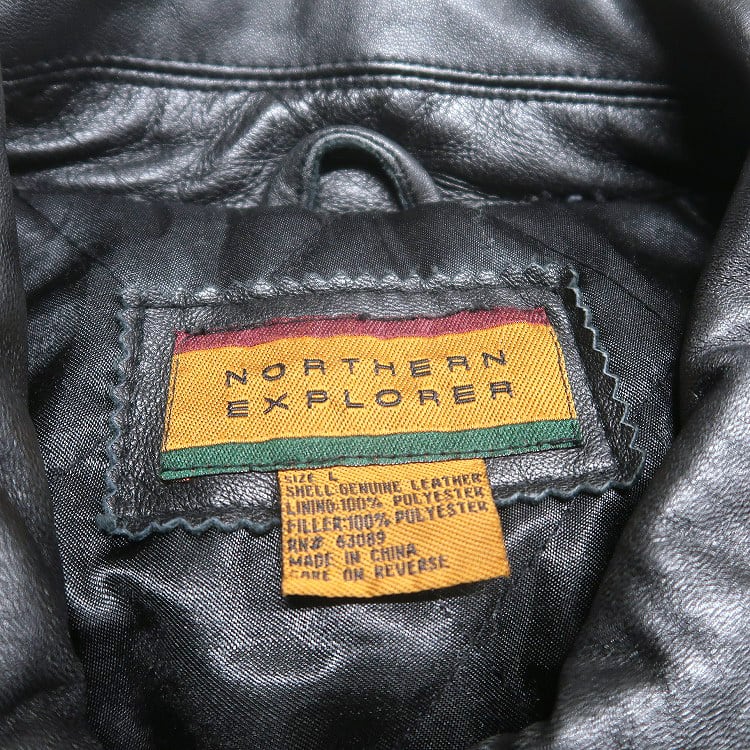 NORTHERN
EXPLORER
SIZE L
SHELL:GENUINE LEATHER
LINING:100% POLYESTER
FILLER:100% POLYESTER
RN# 63089
MADE IN CHINA
CARE ON REVERSE